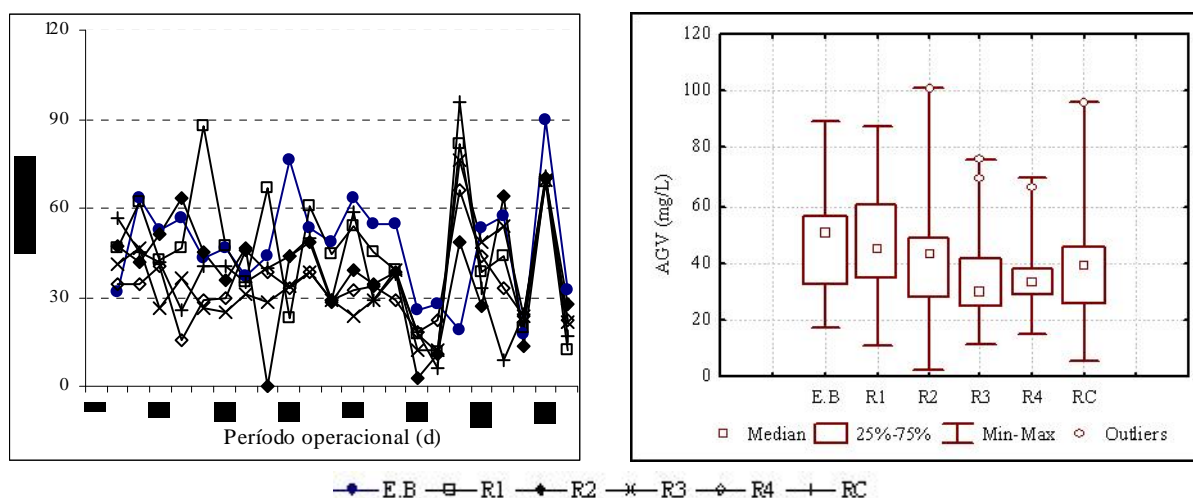 120
90
60
30
0
Período operacional (d)
120
100
80
60
40
20
0
AGV (mg/L)
E.B R1 R2 R3 R4 RC
Median 25%-75% Min-Max Outliers
E.B R1 R2 R3 R4 RC